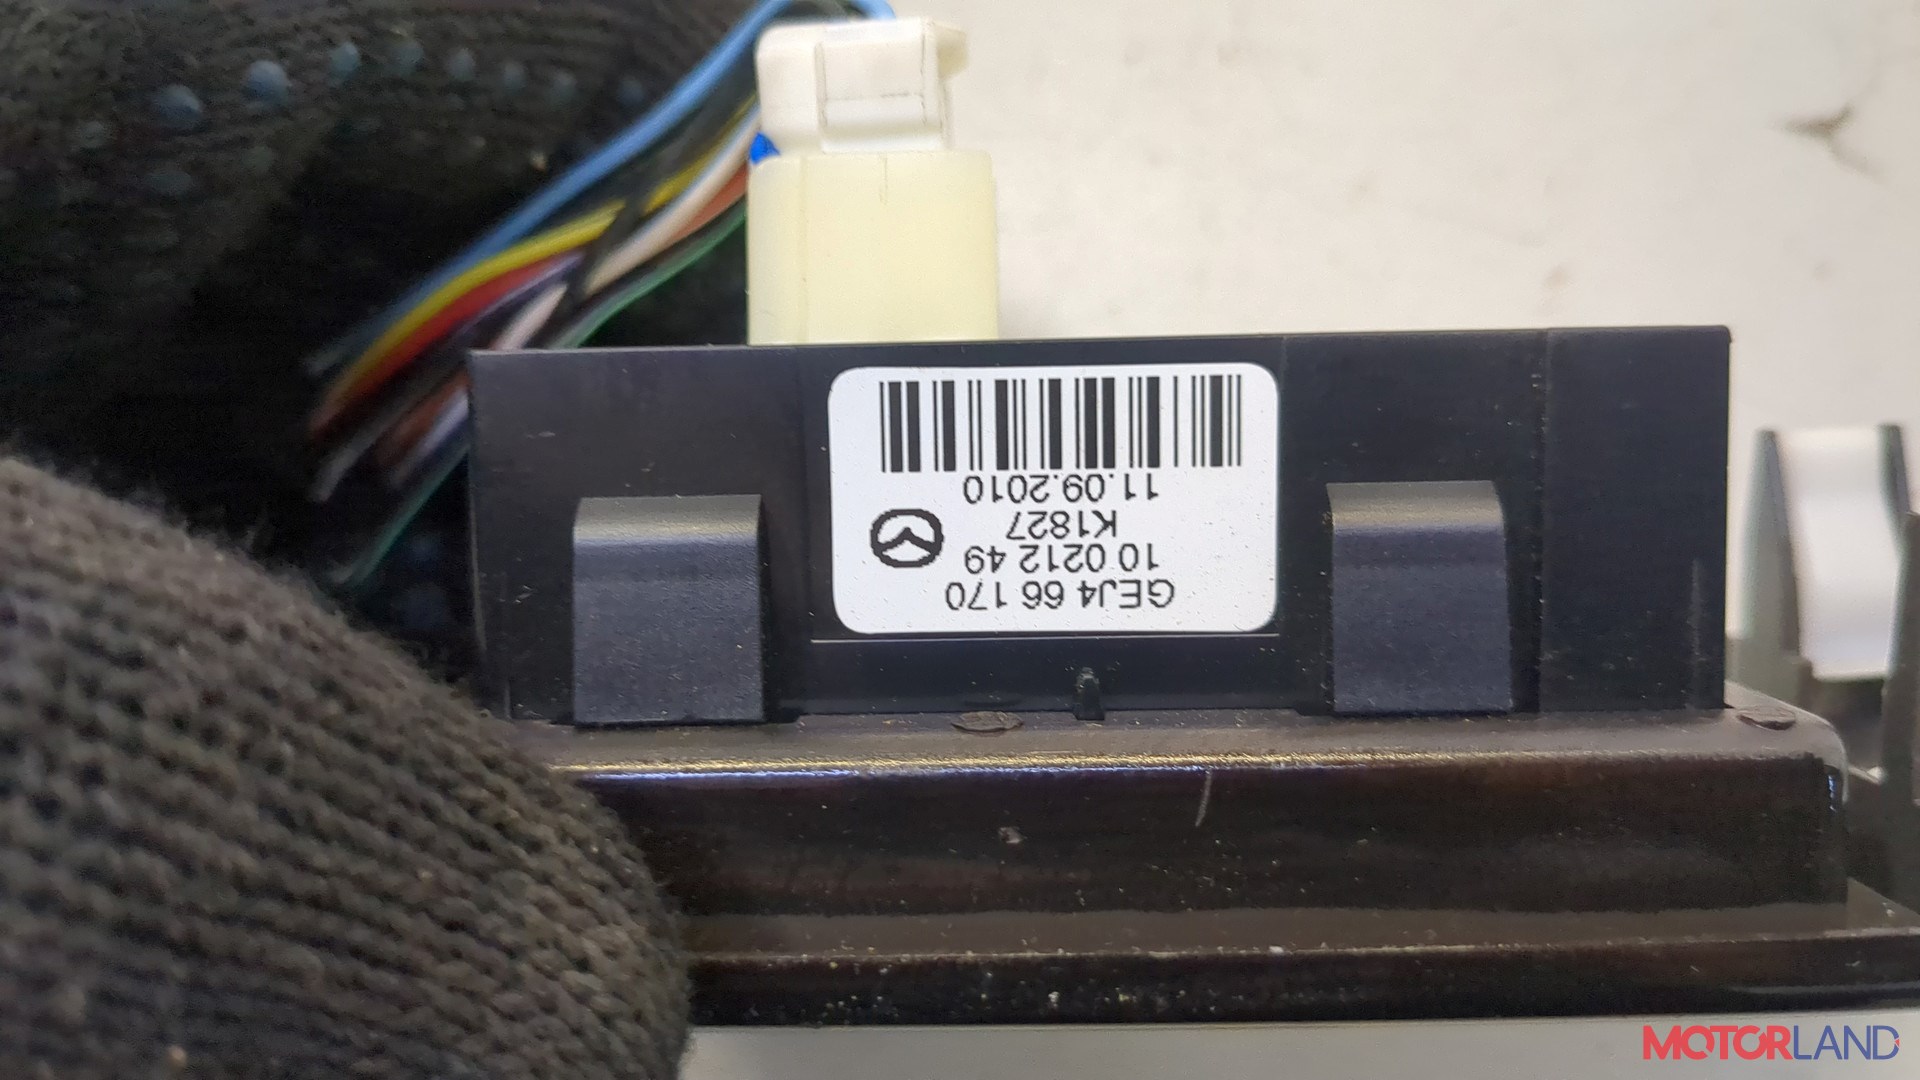 GEJ4 66 170
10 0212 49
K1827
11.09.2010
MOTORLAND